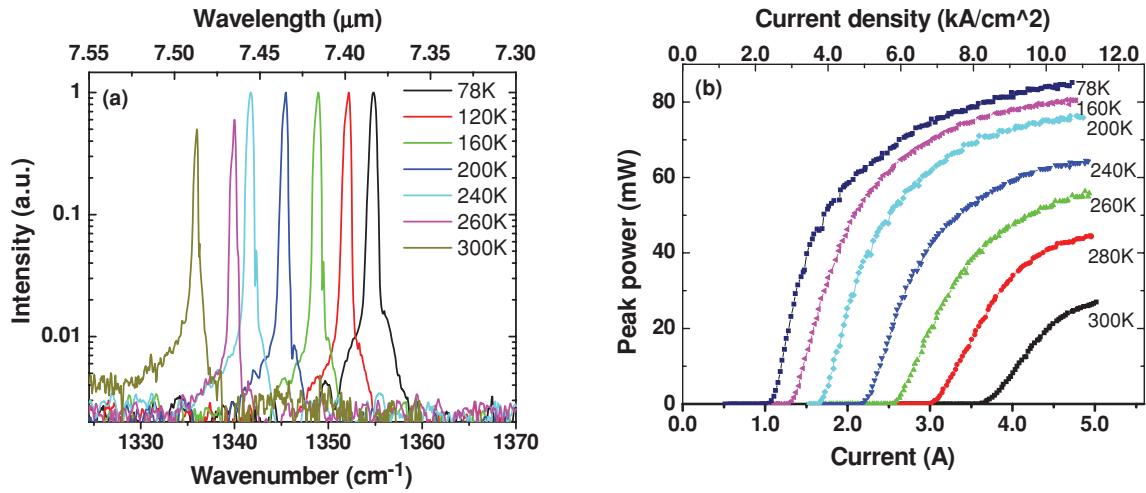 Wavelength (μm)
7.55 7.50 7.45 7.40 7.35 7.30
(a)
78K
120K
160K
200K
240K
260K
300K
1
0.1
0.01
Intensity (a.u.)
1330 1340 1350 1360 1370
Wavenumber (cm-1)
Current density (kA/cm^2)
0.0 2.0 4.0 6.0 8.0 10.0 12.0
(b)
78K
160K
200K
240K
260K
280K
300K
80
60
40
20
0
Peak power (mW)
0.0 1.0 2.0 3.0 4.0 5.0
Current (A)